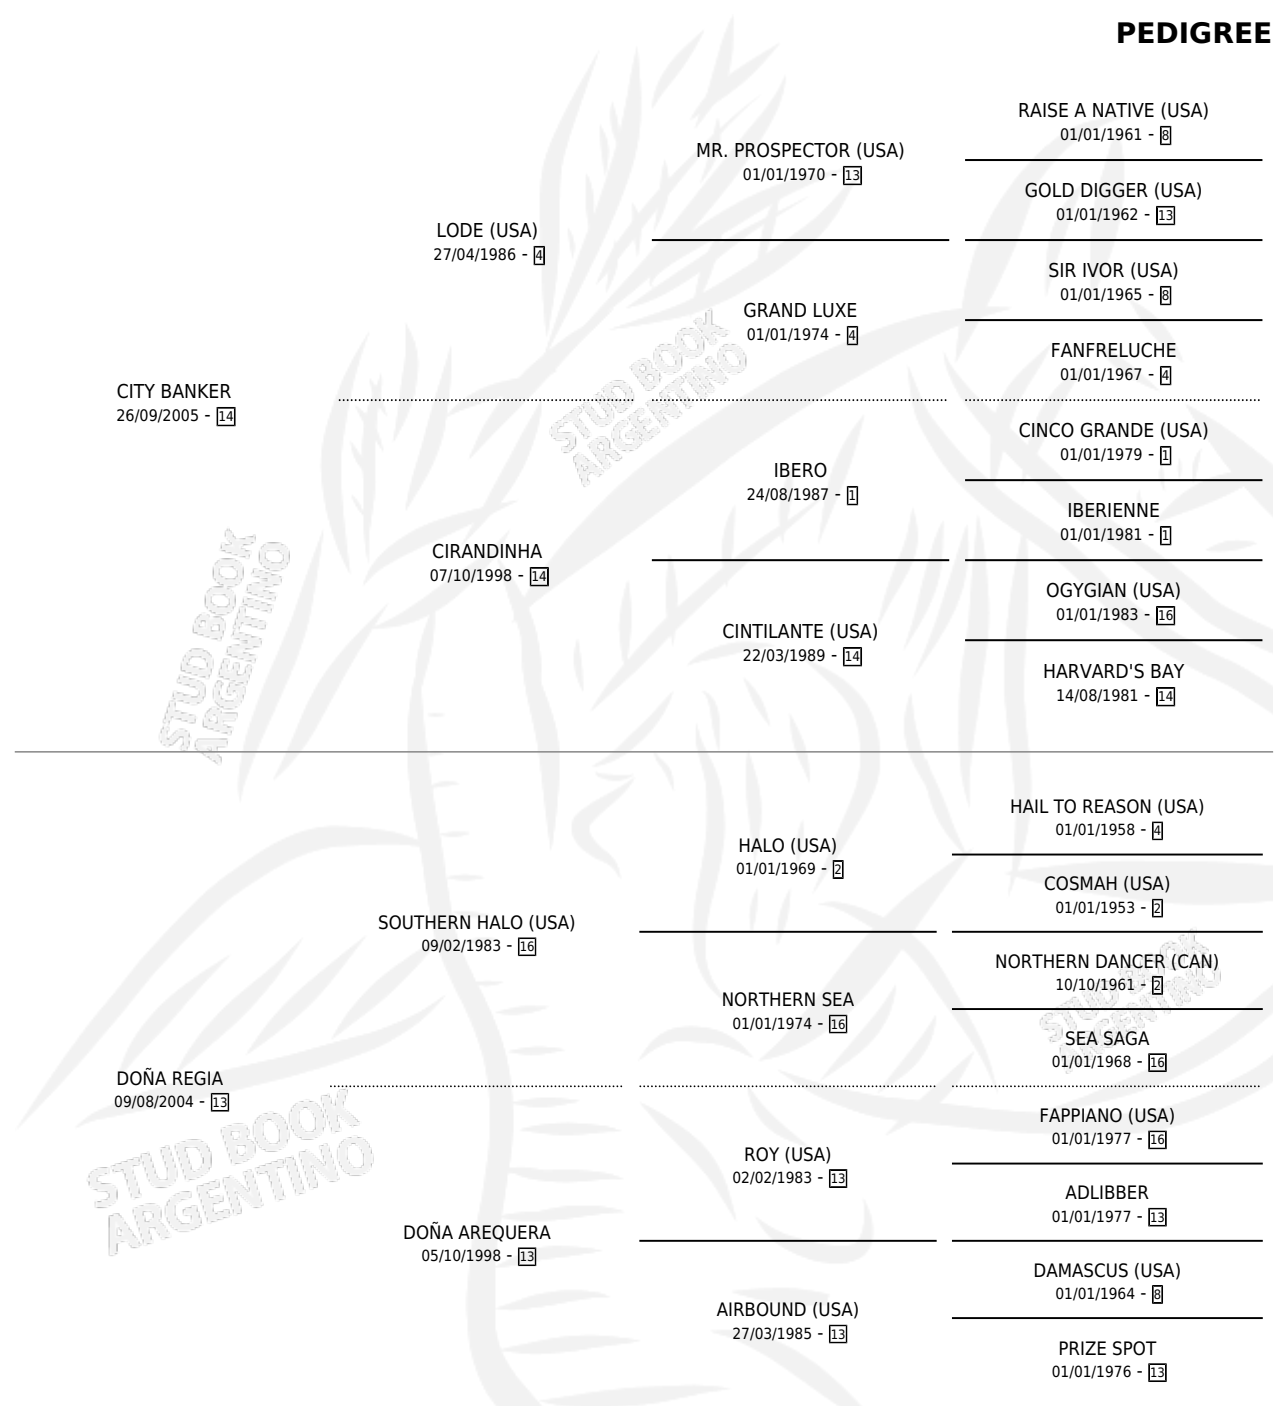 PEDIGREE
RAISE A NATIVE (USA)
01/01/1961 - 8
MR. PROSPECTOR (USA)
01/01/1970 - 13
GOLD DIGGER (USA)
01/01/1962 - 13
LODE (USA)
27/04/1986 - 4
SIR IVOR (USA)
01/01/1965 - 8
GRAND LUXE
01/01/1974 - 4
FANFRELUCHE
01/01/1967 - 4
CITY BANKER
26/09/2005 - 14
CINCO GRANDE (USA)
01/01/1979 - 1
IBERO
24/08/1987 - 1
IBERIENNE
01/01/1981 - 1
CIRANDINHA
07/10/1998 - 14
OGYGIAN (USA)
01/01/1983 - 16
CINTILANTE (USA)
22/03/1989 - 14
HARVARD'S BAY
14/08/1981 - 14
HAIL TO REASON (USA)
01/01/1958 - 4
HALO (USA)
01/01/1969 - 2
COSMAH (USA)
01/01/1953 - 2
SOUTHERN HALO (USA)
09/02/1983 - 16
NORTHERN DANCER (CAN)
10/10/1961 - 2
NORTHERN SEA
01/01/1974 - 16
SEA SAGA
01/01/1968 - 16
DOÑA REGIA
09/08/2004 - 13
FAPPIANO (USA)
01/01/1977 - 16
ROY (USA)
02/02/1983 - 13
ADLIBBER
01/01/1977 - 13
DOÑA AREQUERA
05/10/1998 - 13
DAMASCUS (USA)
01/01/1964 - 8
AIRBOUND (USA)
27/03/1985 - 13
PRIZE SPOT
01/01/1976 - 13
STUD BOOK
ARGENTINO
STUD BOOK
ARGENTINO
STUD BOOK
ARGENTINO
STUD BOOK
ARGENTINO